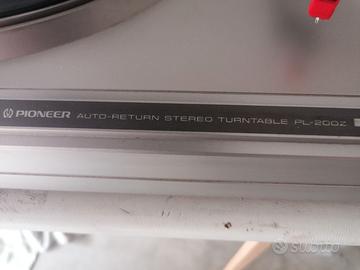 PIONEER AUTO-RETURN STEREO TURNTABLE PL-200Z
subito